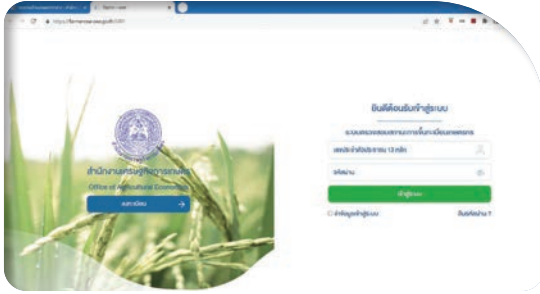 https://farmerone.oae.go.th
สำนักงานเศรษฐกิจการเกษตร
Office of Agricultural Economics
ลงทะเบียน
ยินดีต้อนรับเข้าสู่ระบบ
ระบบตรวจสอบสถานะการขึ้นทะเบียนเกษตรกร
เลขประจำตัวประชาชน 13 หลัก
รหัสผ่าน
เข้าสู่ระบบ
จำข้อมูลเข้าสู่ระบบ
ลืมรหัสผ่าน ?